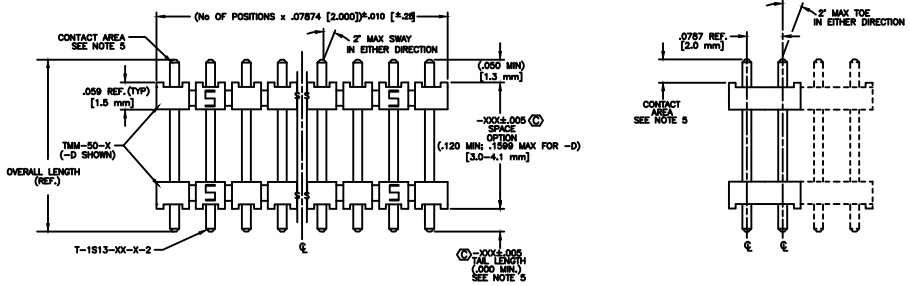 (No OF POSITIONS x .07874 [2.000])±.010 [±.25]
CONTACT AREA
SEE NOTE 5
2° MAX SWAY
IN EITHER DIRECTION
(.050 MIN)
[1.3 mm]
.059 REF.(TYP)
[1.5 mm]
-XXX±.005 C
SPACE
OPTION
(.120 MIN; .1599 MAX FOR -D)
[3.0-4.1 mm]
TMM-50-X
(-D SHOWN)
OVERALL LENGTH
(REF.)
T-1S13-XX-X-2
C -XXX±.005
TAIL LENGTH
(.000 MIN.)
SEE NOTE 5
S S
S S
S S
S S
℄
2° MAX TOE
IN EITHER DIRECTION
.0787 REF.
[2.0 mm]
CONTACT
AREA
SEE NOTE 5
℄ ℄